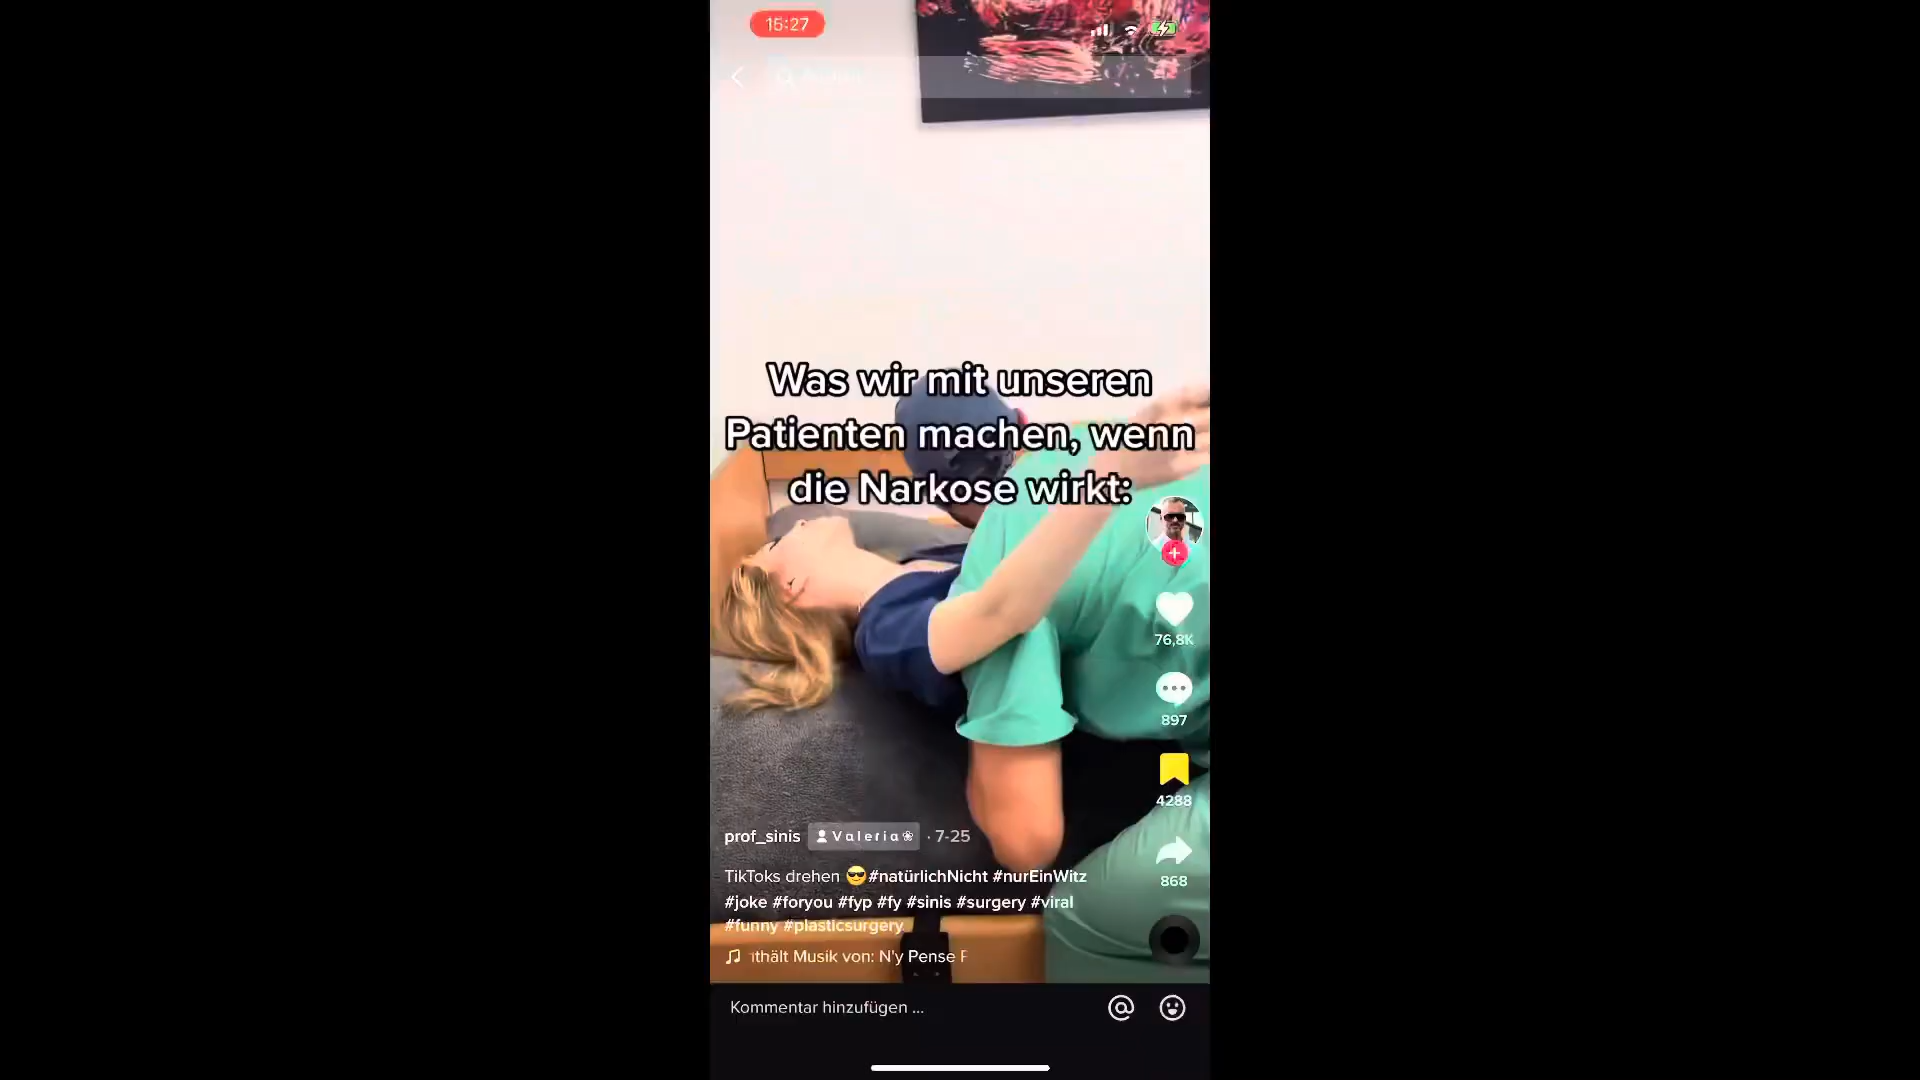 15:27
Was wir mit unseren
Patienten machen, wenn
die Narkose wirkt:
76,8K
897
4288
868
prof_sinis Valeria❀ · 7-25
TikToks drehen 😎#natürlichNicht #nurEinWitz
#joke #foryou #fyp #fy #sinis #surgery #viral
#funny #plasticsurgery
Musik von: N'y Pense
Kommentar hinzufügen ...